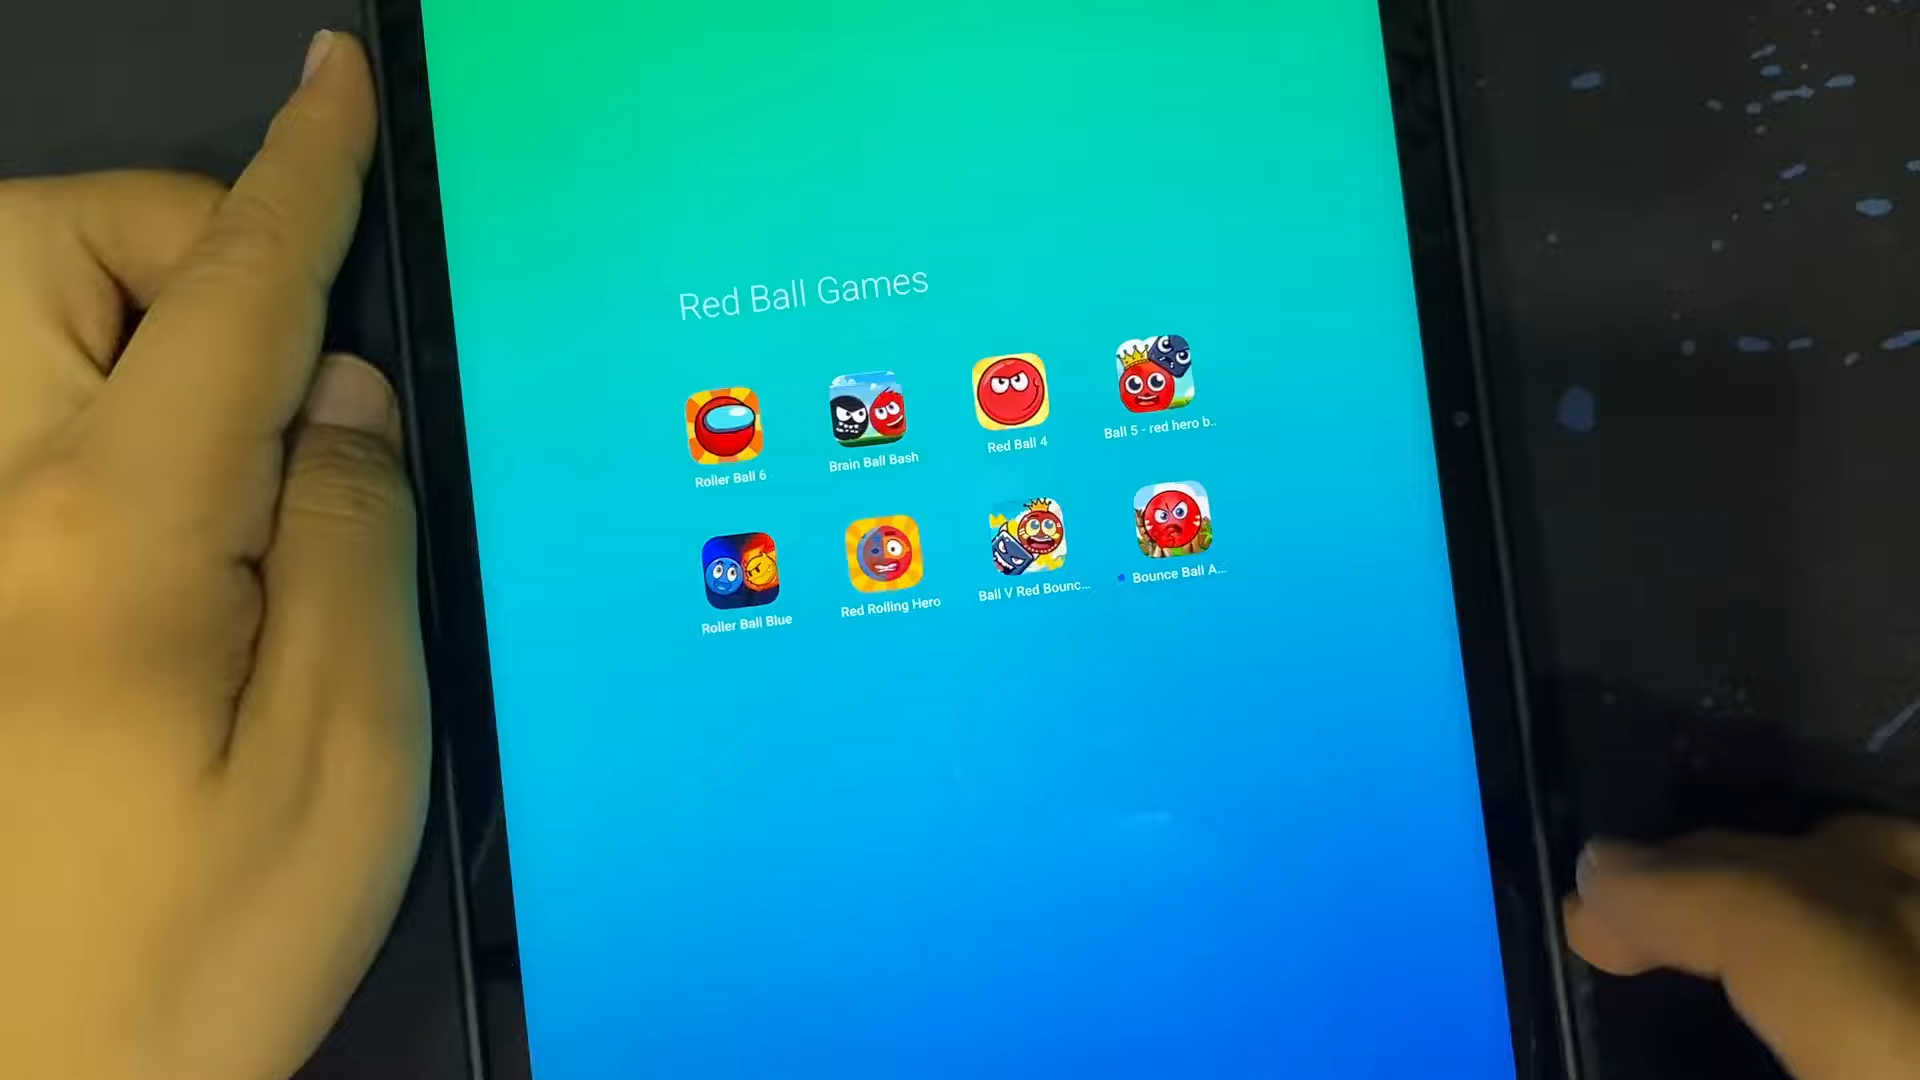 Red Ball Games
Roller Ball 6
Brain Ball Bash
Red Ball 4
Ball 5 - red hero b..
Roller Ball Blue
Red Rolling Hero
Ball V Red Bounc...
Bounce Ball A...